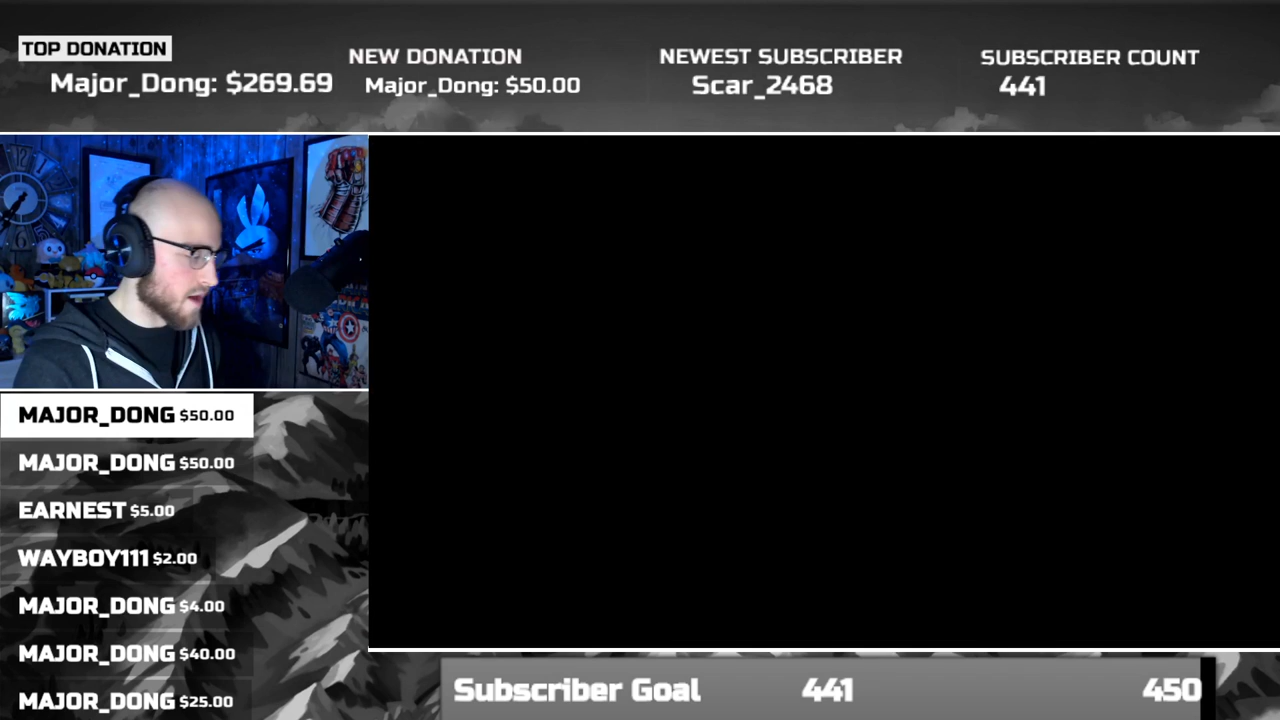 TOP DONATION
Major_Dong: $269.69
NEW DONATION
Major_Dong: $50.00
NEWEST SUBSCRIBER
Scar_2468
SUBSCRIBER COUNT
441
MAJOR_DONG $50.00
MAJOR_DONG $50.00
EARNEST $5.00
WAYBOY111 $2.00
MAJOR_DONG $4.00
MAJOR_DONG $40.00
MAJOR_DONG $25.00
Subscriber Goal 441 450